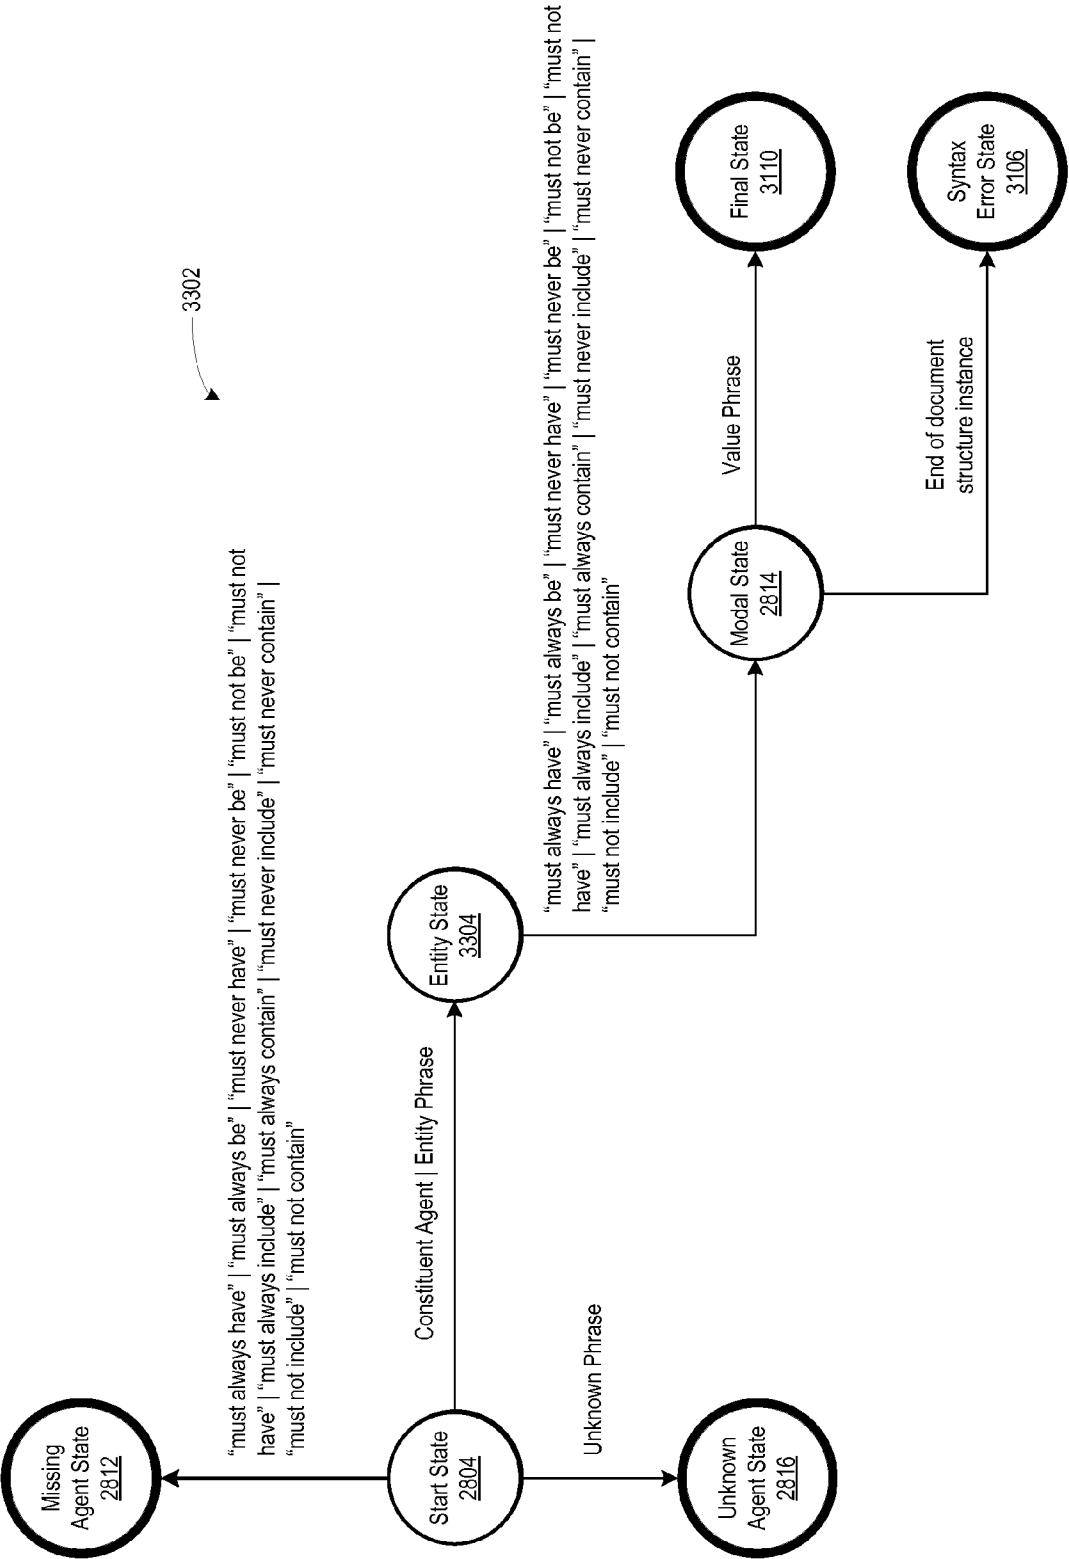 3302
"must always have" | "must always be" | "must never have" | "must never be" | "must not be" | "must not
have" | "must always include" | "must always contain" | "must never include" | "must never contain" |
"must not include" | "must not contain"
Missing
Agent State
2812
Start State
2804
Constituent Agent | Entity Phrase
Entity State
3304
Unknown Phrase
Unknown
Agent State
2816
"must always have" | "must always be" | "must never have" | "must never be" | "must not be" | "must not
have" | "must always include" | "must always contain" | "must never include" | "must never contain" |
"must not include" | "must not contain"
Modal State
2814
Value Phrase
Final State
3110
End of document
structure instance
Syntax
Error State
3106